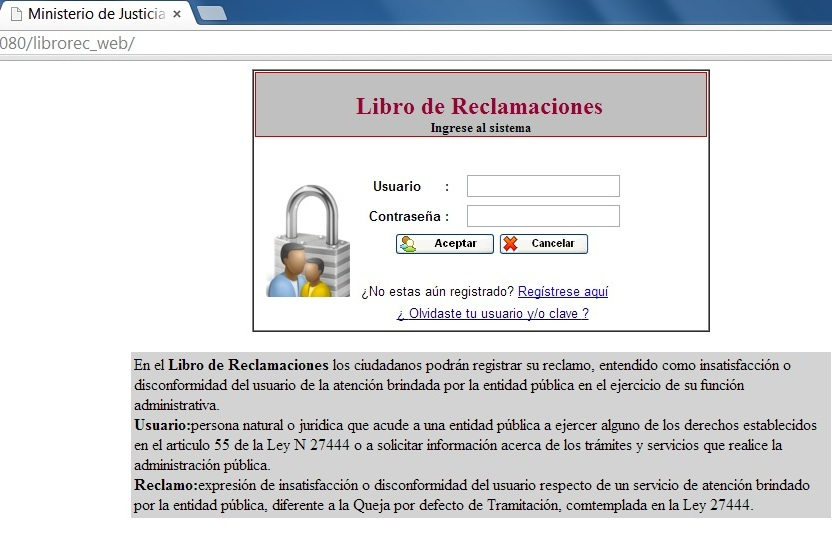 Ministerio de Justicia
080/librorec_web/
Libro de Reclamaciones
Ingrese al sistema
Usuario :
Contraseña :
Aceptar Cancelar
¿No estas aún registrado? Regístrese aquí
¿ Olvidaste tu usuario y/o clave ?
En el Libro de Reclamaciones los ciudadanos podrán registrar su reclamo, entendido como insatisfacción o
disconformidad del usuario de la atención brindada por la entidad pública en el ejercicio de su función
administrativa.
Usuario:persona natural o juridica que acude a una entidad pública a ejercer alguno de los derechos establecidos
en el articulo 55 de la Ley N 27444 o a solicitar información acerca de los trámites y servicios que realice la
administración pública.
Reclamo:expresión de insatisfacción o disconformidad del usuario respecto de un servicio de atención brindado
por la entidad pública, diferente a la Queja por defecto de Tramitación, comtemplada en la Ley 27444.